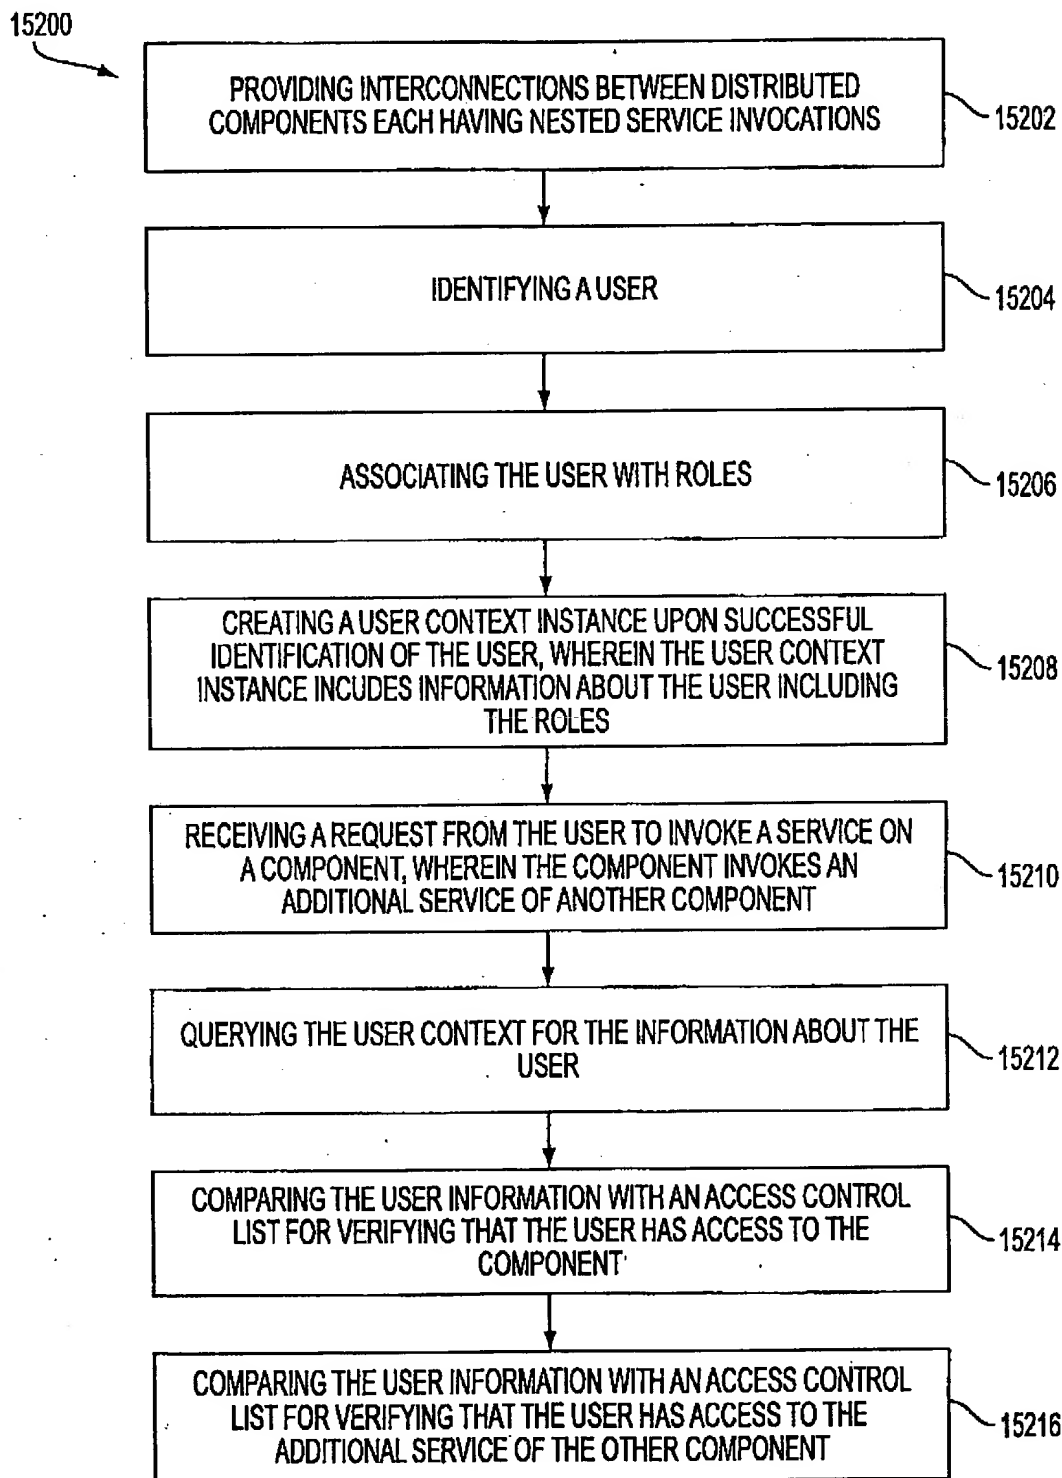 15200
PROVIDING INTERCONNECTIONS BETWEEN DISTRIBUTED
COMPONENTS EACH HAVING NESTED SERVICE INVOCATIONS
15202
IDENTIFYING A USER
15204
ASSOCIATING THE USER WITH ROLES
15206
CREATING A USER CONTEXT INSTANCE UPON SUCCESSFUL
IDENTIFICATION OF THE USER, WHEREIN THE USER CONTEXT
INSTANCE INCUDES INFORMATION ABOUT THE USER INCLUDING
THE ROLES
15208
RECEIVING A REQUEST FROM THE USER TO INVOKE A SERVICE ON
A COMPONENT, WHEREIN THE COMPONENT INVOKES AN
ADDITIONAL SERVICE OF ANOTHER COMPONENT
15210
QUERYING THE USER CONTEXT FOR THE INFORMATION ABOUT THE
USER
15212
COMPARING THE USER INFORMATION WITH AN ACCESS CONTROL
LIST FOR VERIFYING THAT THE USER HAS ACCESS TO THE
COMPONENT
15214
COMPARING THE USER INFORMATION WITH AN ACCESS CONTROL
LIST FOR VERIFYING THAT THE USER HAS ACCESS TO THE
ADDITIONAL SERVICE OF THE OTHER COMPONENT
15216